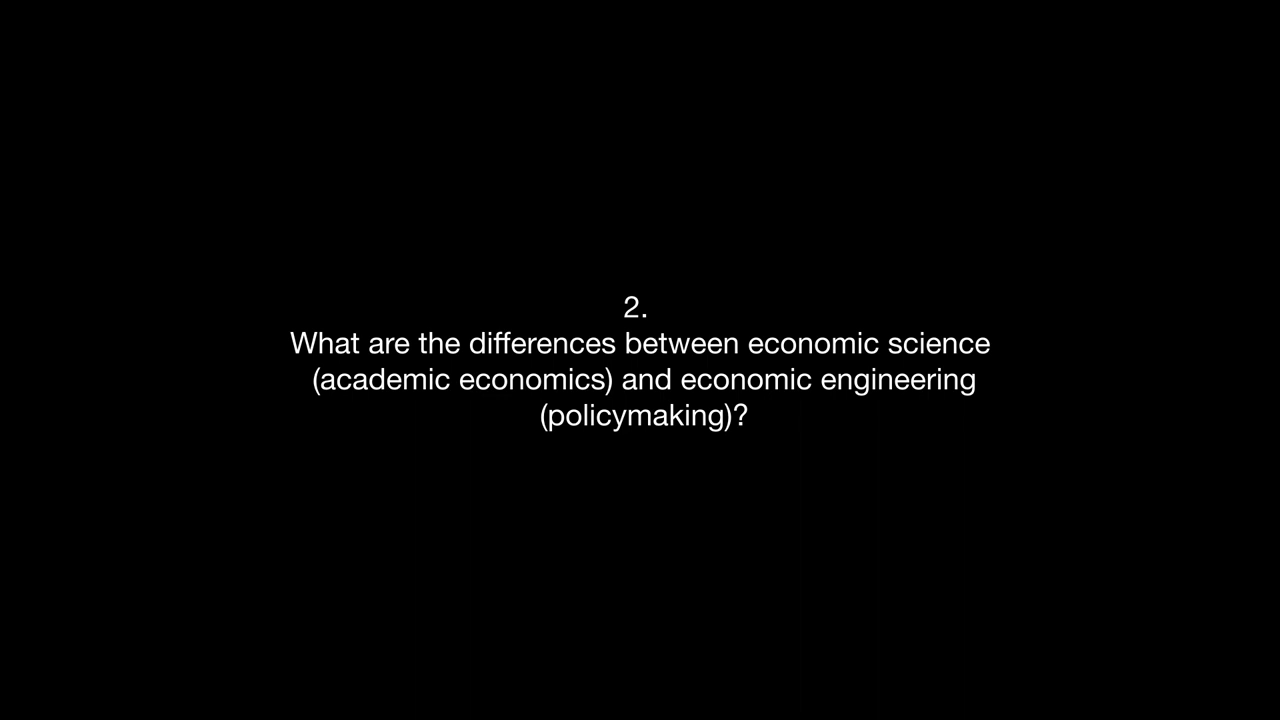 2.
What are the differences between economic science
(academic economics) and economic engineering
(policymaking)?